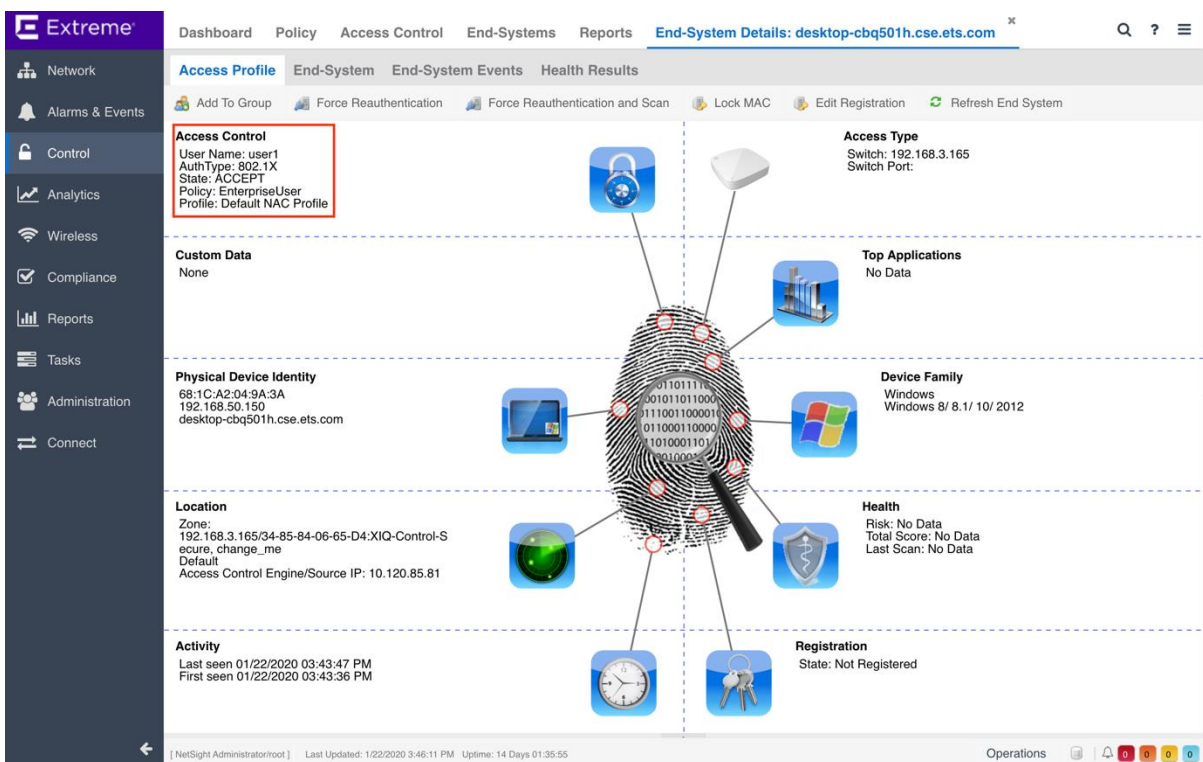 Extreme
Dashboard Policy Access Control End-Systems Reports End-System Details: desktop-cbq501h.cse.ets.com
Network
Alarms & Events
Control
Analytics
Wireless
Compliance
Reports
Tasks
Administration
Connect
Access Profile End-System End-System Events Health Results
Add To Group Force Reauthentication Force Reauthentication and Scan Lock MAC Edit Registration Refresh End System
Access Control
User Name: user1
AuthType: 802.1X
State: ACCEPT
Policy: EnterpriseUser
Profile: Default NAC Profile
Access Type
Switch: 192.168.3.165
Switch Port:
Custom Data
None
Top Applications
No Data
Physical Device Identity
68:1C:A2:04:9A:3A
192.168.50.150
desktop-cbq501h.cse.ets.com
Device Family
Windows
Windows 8/ 8.1/ 10/ 2012
Location
Zone:
192.168.3.165/34-85-84-06-65-D4:XIQ-Control-S
ecure, change_me
Default
Access Control Engine/Source IP: 10.120.85.81
Health
Risk: No Data
Total Score: No Data
Last Scan: No Data
Activity
Last seen 01/22/2020 03:43:47 PM
First seen 01/22/2020 03:43:36 PM
Registration
State: Not Registered
[ NetSight Administrator/root ] Last Updated: 1/22/2020 3:46:11 PM Uptime: 14 Days 01:35:55
Operations 0 0 0 0